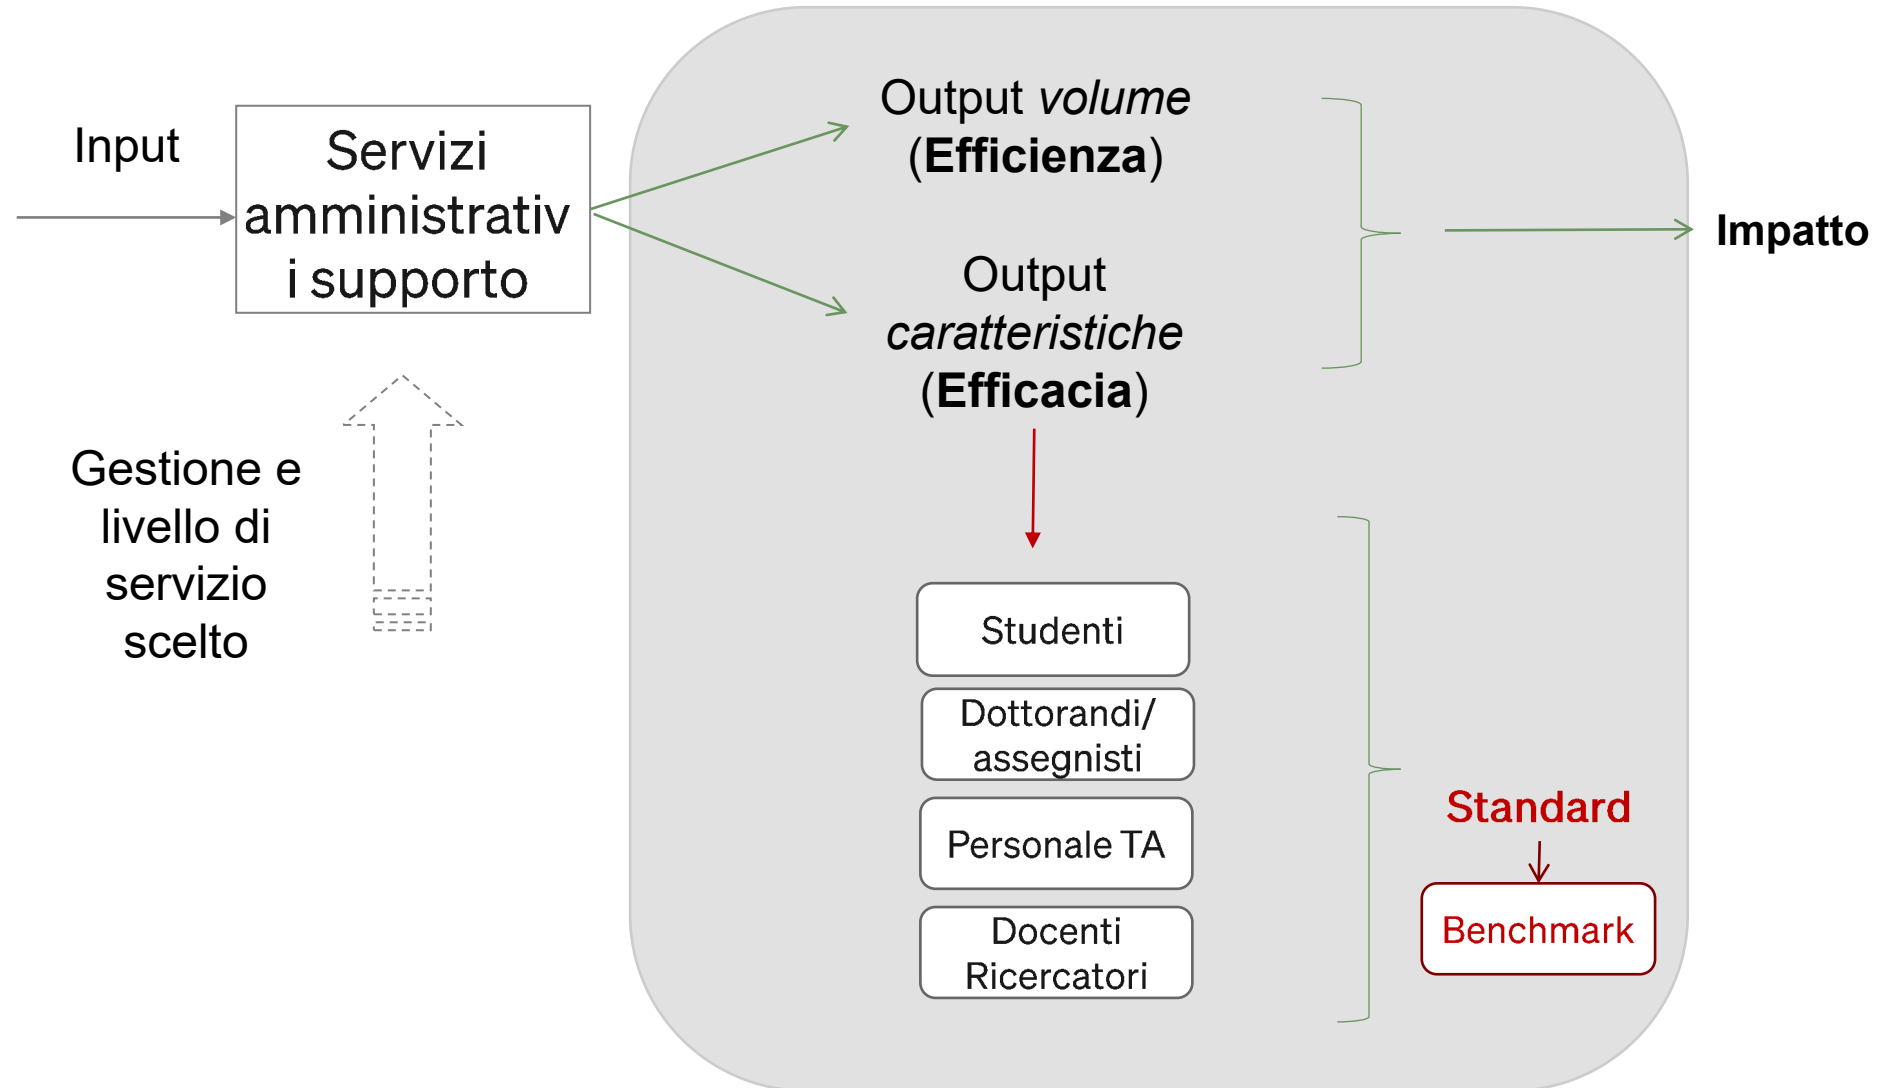 Input
Servizi
amministrativ
i supporto
Gestione e
livello di
servizio
scelto
Output volume
(Efficienza)
Output
caratteristiche
(Efficacia)
Impatto
Studenti
Dottorandi/
assegnisti
Personale TA
Docenti
Ricercatori
Standard
Benchmark